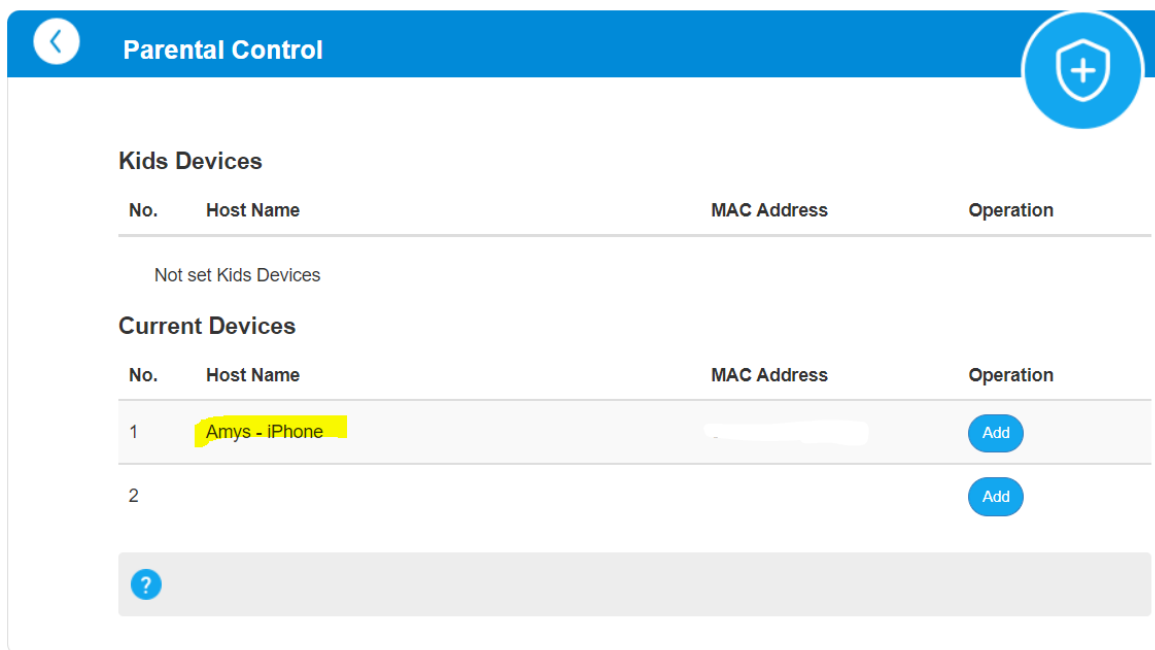 Parental Control
Kids Devices
No. Host Name MAC Address Operation
Not set Kids Devices
Current Devices
No. Host Name MAC Address Operation
1 Amys - iPhone Add
2 Add
?